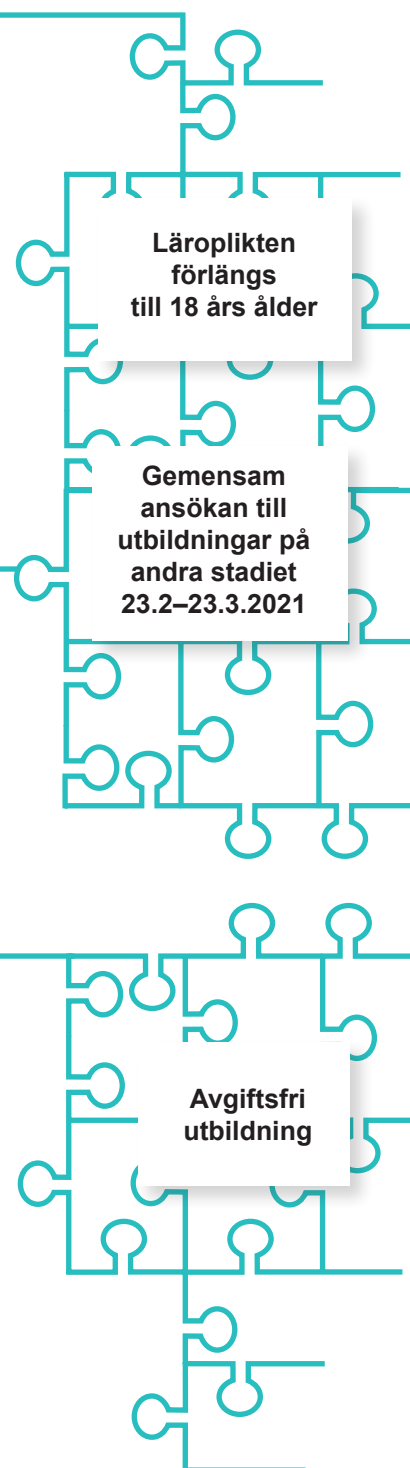 Läroplikten
förlängs
till 18 års ålder
Gemensam
ansökan till
utbildningar på
andra stadiet
23.2–23.3.2021
Avgiftsfri
utbildning